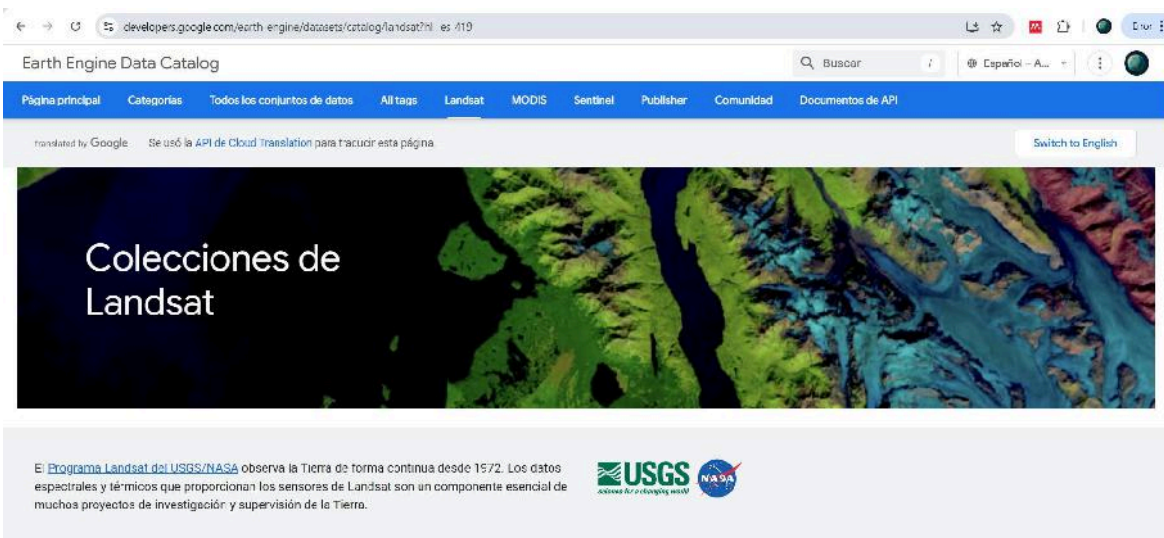 developers.google.com/earth-engine/datasets/catalog/landsat?hl=es-419
Error
Earth Engine Data Catalog
Buscar
/
Español – A...
Página principal Categorías Todos los conjuntos de datos All tags Landsat MODIS Sentinel Publisher Comunidad Documentos de API
translated by Google Se usó la API de Cloud Translation para traducir esta página.
Switch to English
Colecciones de
Landsat
El Programa Landsat del USGS/NASA observa la Tierra de forma continua desde 1972. Los datos
espectrales y térmicos que proporcionan los sensores de Landsat son un componente esencial de
muchos proyectos de investigación y supervisión de la Tierra.
USGS
science for a changing world
NASA